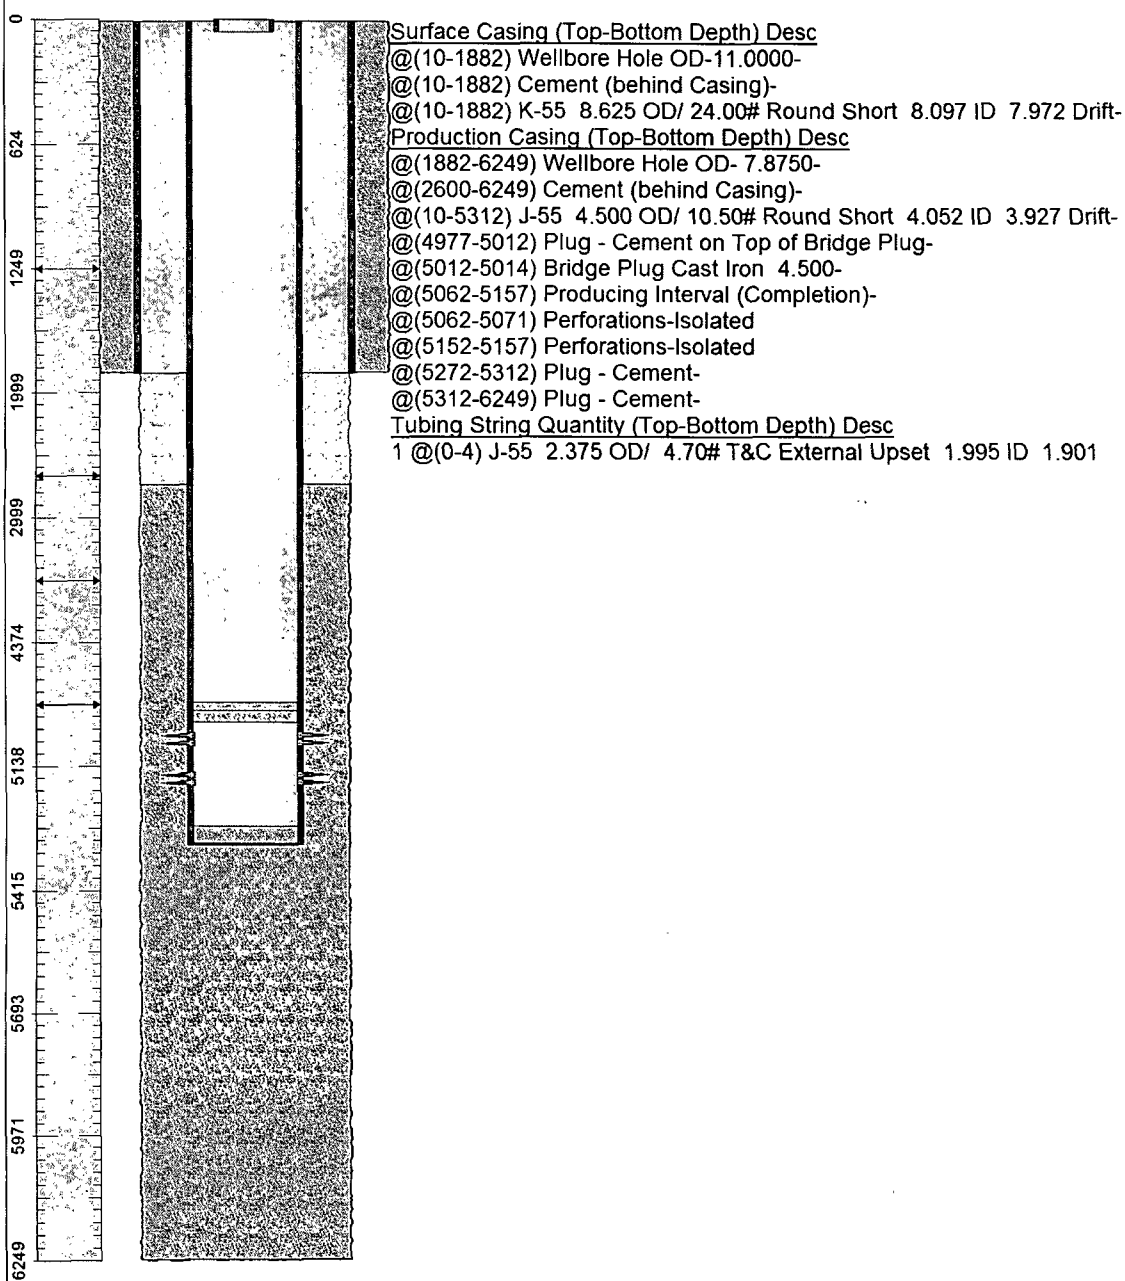 0
624
1249
1999
2999
4374
5138
5415
5693
5971
6249
Surface Casing (Top-Bottom Depth) Desc
@(10-1882) Wellbore Hole OD-11.0000-
@(10-1882) Cement (behind Casing)-
@(10-1882) K-55 8.625 OD/ 24.00# Round Short 8.097 ID 7.972 Drift-
Production Casing (Top-Bottom Depth) Desc
@(1882-6249) Wellbore Hole OD- 7.8750-
@(2600-6249) Cement (behind Casing)-
@(10-5312) J-55 4.500 OD/ 10.50# Round Short 4.052 ID 3.927 Drift-
@(4977-5012) Plug - Cement on Top of Bridge Plug-
@(5012-5014) Bridge Plug Cast Iron 4.500-
@(5062-5157) Producing Interval (Completion)-
@(5062-5071) Perforations-Isolated
@(5152-5157) Perforations-Isolated
@(5272-5312) Plug - Cement-
@(5312-6249) Plug - Cement-
Tubing String Quantity (Top-Bottom Depth) Desc
1 @(0-4) J-55 2.375 OD/ 4.70# T&C External Upset 1.995 ID 1.901